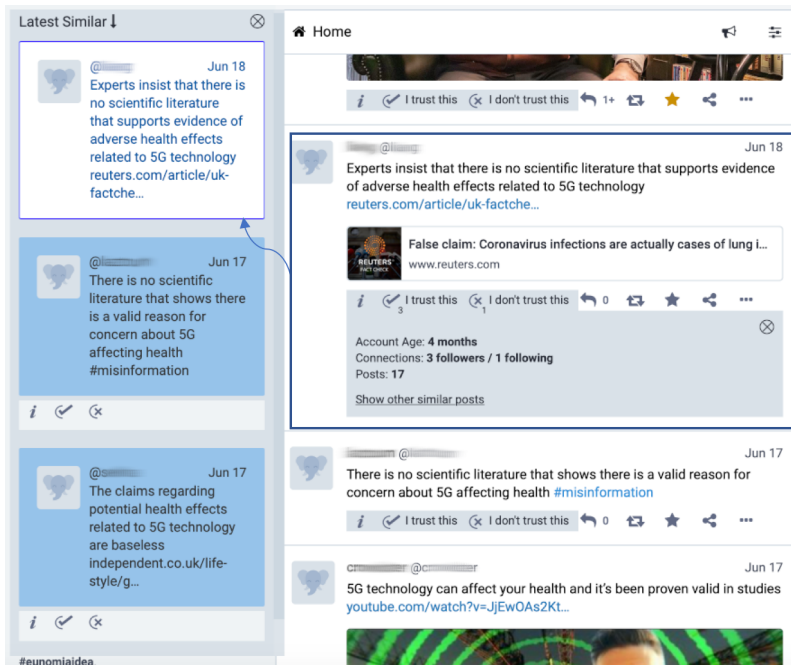 Latest Similar
@
Jun 18
Experts insist that there is
no scientific literature
that supports evidence of
adverse health effects
related to 5G technology
reuters.com/article/uk-
factche...
@
Jun 17
There is no scientific
literature that shows there
is a valid reason for
concern about 5G
affecting health
#misinformation
i
@
Jun 17
The claims regarding
potential health effects
related to 5G technology
are baseless
independent.co.uk/life-
style/g...
i
#eunomiaidea
Home
i I trust this I don't trust this 1+
@
Jun 18
Experts insist that there is no scientific literature that supports evidence
of adverse health effects related to 5G technology
reuters.com/article/uk-factche...
REUTERS
FACT CHECK
False claim: Coronavirus infections are actually cases of lung i...
www.reuters.com
i 3 I trust this 1 I don't trust this 0
Account Age: 4 months
Connections: 3 followers / 1 following
Posts: 17
Show other similar posts
@
Jun 17
There is no scientific literature that shows there is a valid reason for
concern about 5G affecting health #misinformation
i I trust this I don't trust this 0
@
Jun 17
5G technology can affect your health and it's been proven valid in studies
youtube.com/watch?v=JjEwOAs2Kt...